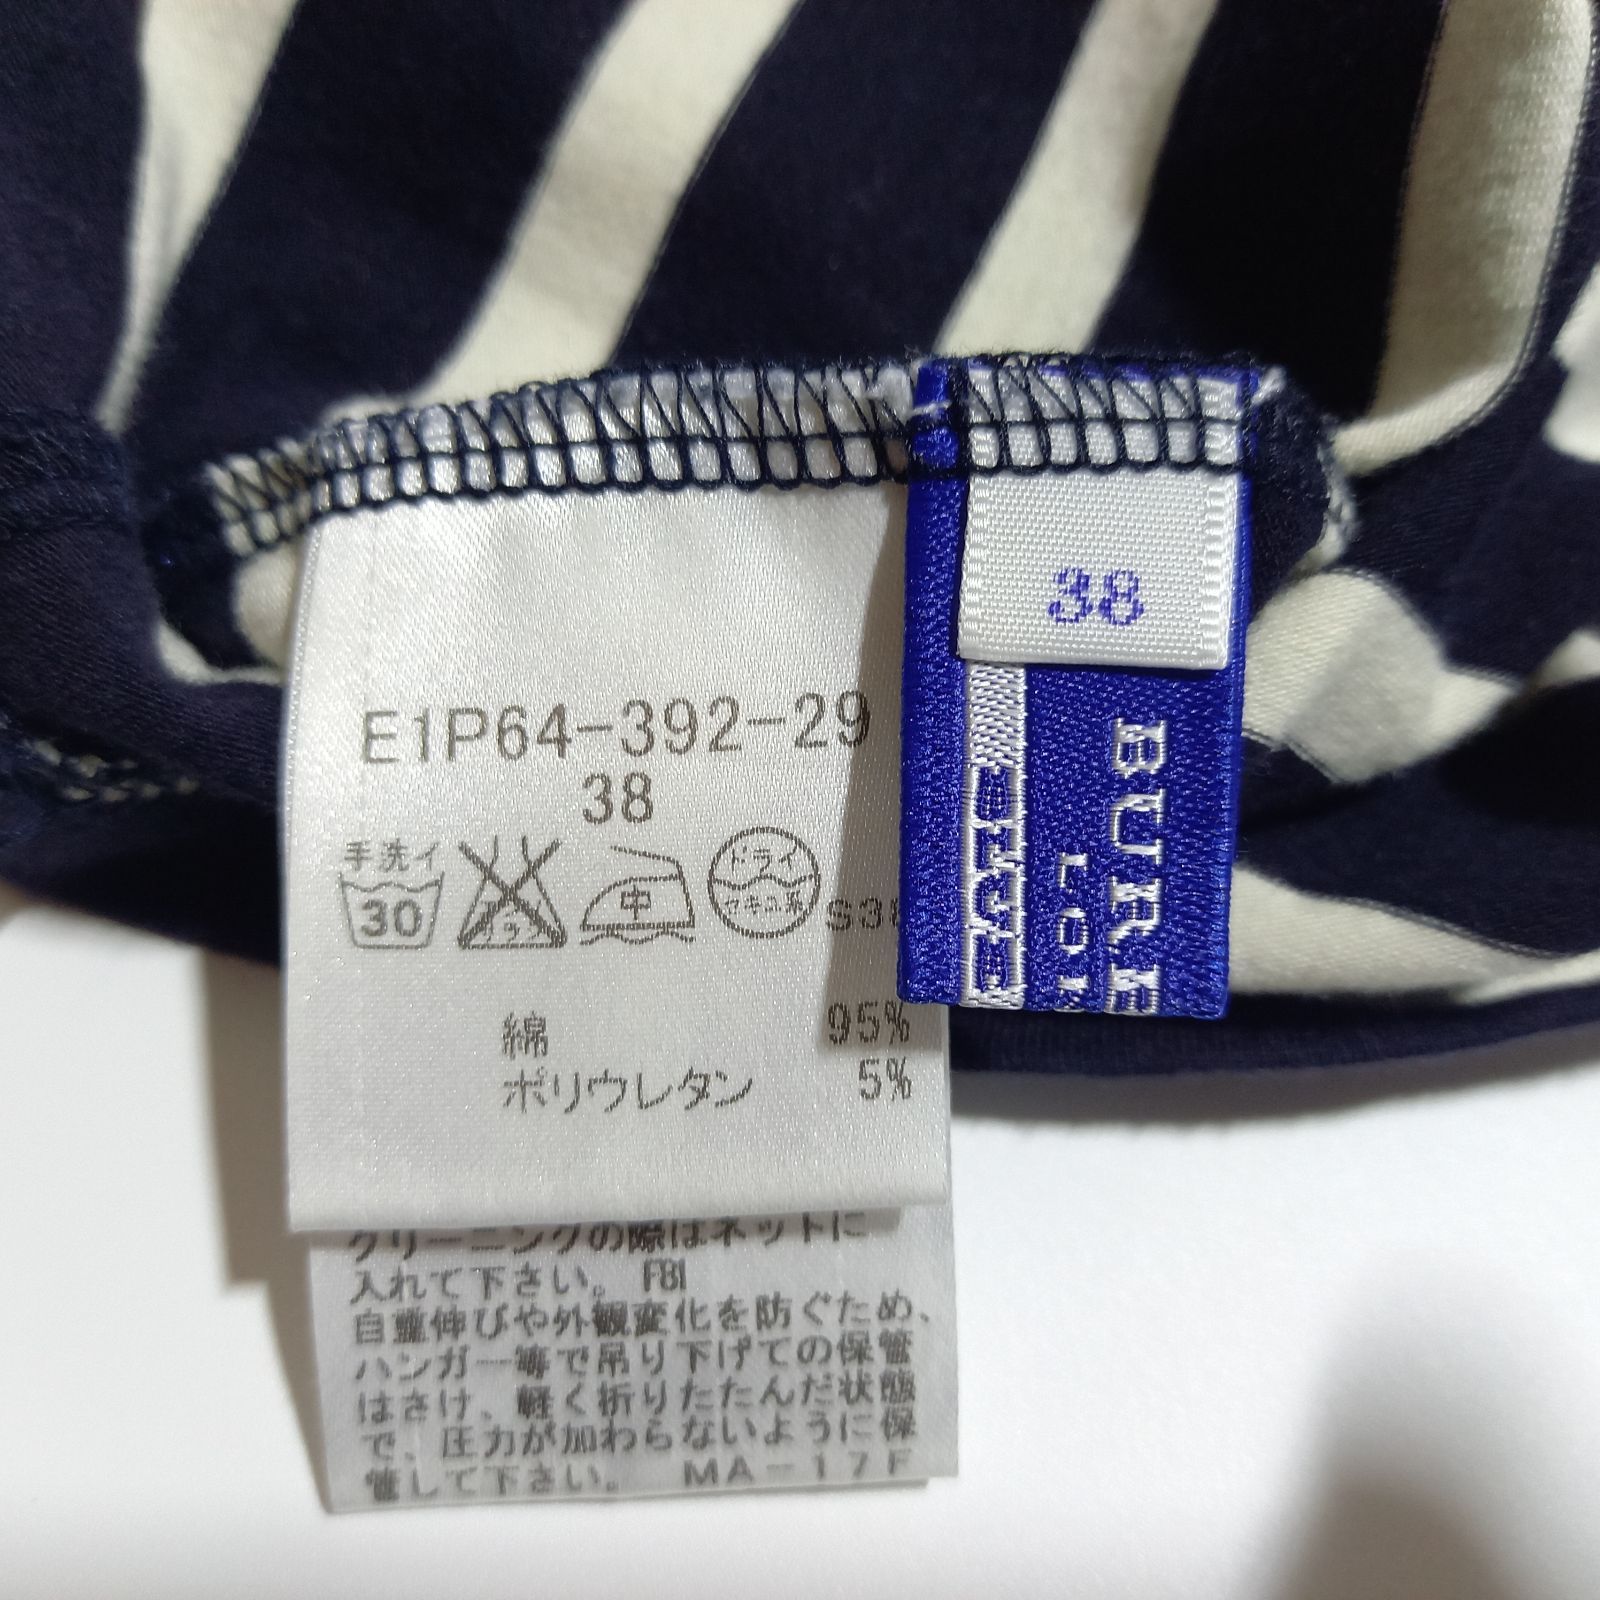 E1P64-392-29
38
手洗イ
30
中
ドライ
セキユ系
95%
綿
ポリウレタン 5%
クリーニングの際はネットに
入れて下さい。 FBI
自重伸びや外観変化を防ぐため、
ハンガー等で吊り下げての保管
はさけ、軽く折りたたんだ状態
で、圧力が加わらないように保
管して下さい。 MA-17F
38